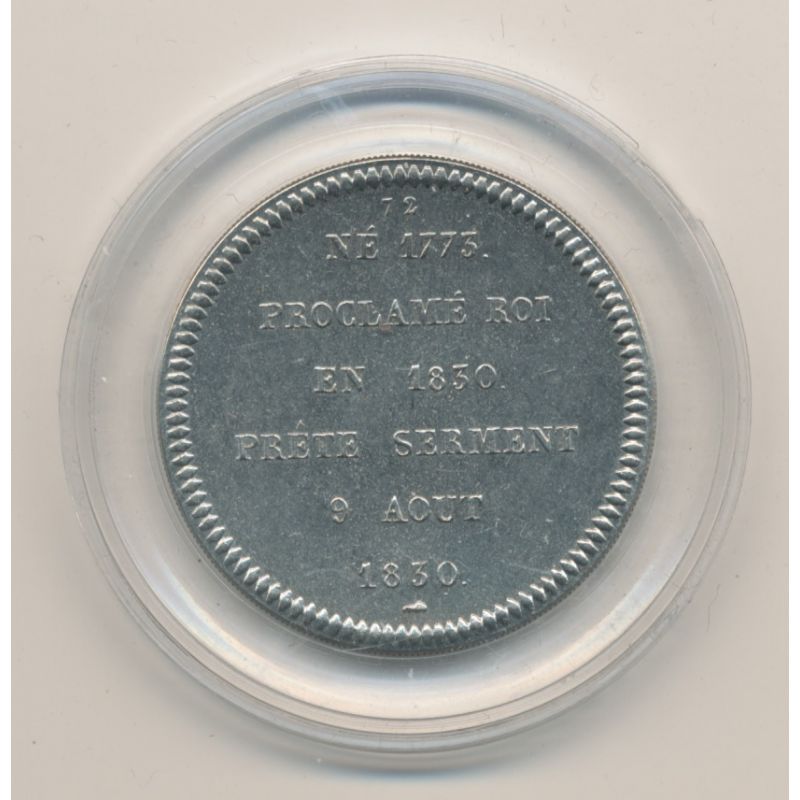 72
NÉ 1773.
PROCLAMÉ ROI
EN 1830.
PRÊTE SERMENT
9 AOUT
1830.